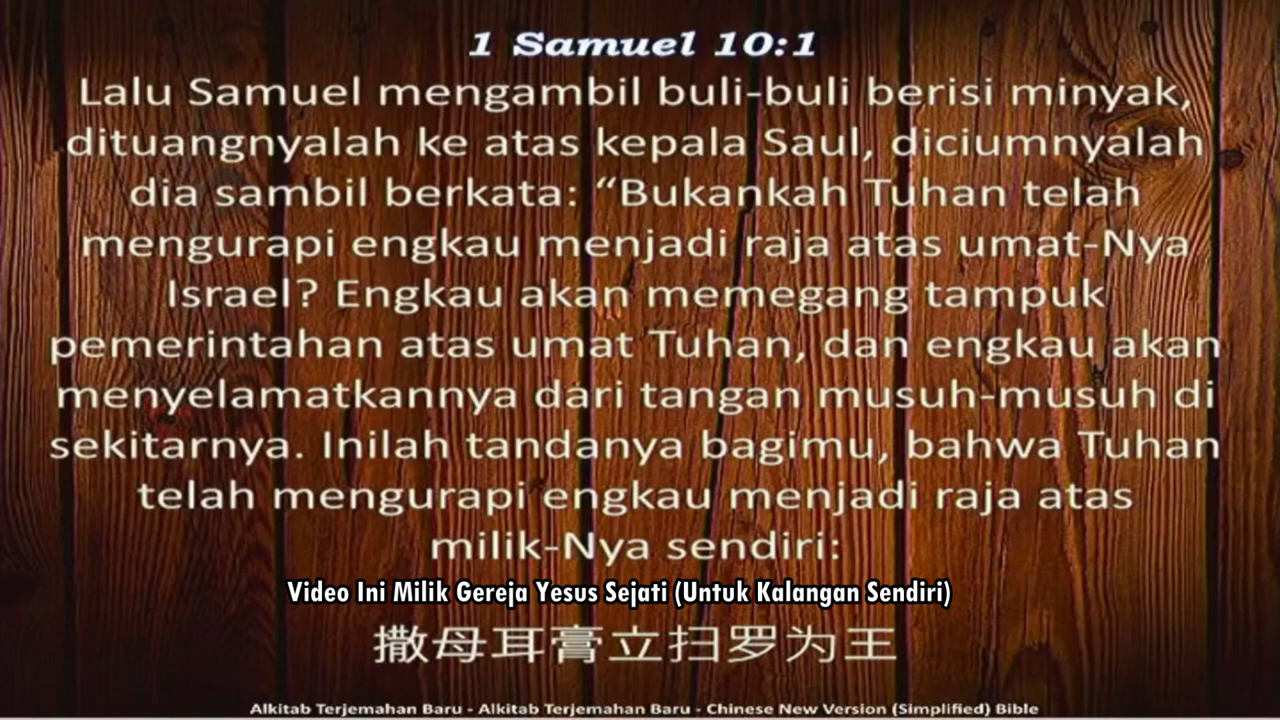 1 Samuel 10:1
Lalu Samuel mengambil buli-buli berisi minyak,
dituangnyalah ke atas kepala Saul, diciumnyalah
dia sambil berkata: “Bukankah Tuhan telah
mengurapi engkau menjadi raja atas umat-Nya
Israel? Engkau akan memegang tampuk
pemerintahan atas umat Tuhan, dan engkau akan
menyelamatkannya dari tangan musuh-musuh di
sekitarnya. Inilah tandanya bagimu, bahwa Tuhan
telah mengurapi engkau menjadi raja atas
milik-Nya sendiri:
Video Ini Milik Gereja Yesus Sejati (Untuk Kalangan Sendiri)
撒母耳膏立扫罗为王
Alkitab Terjemahan Baru - Alkitab Terjemahan Baru - Chinese New Version (Simplified) Bible